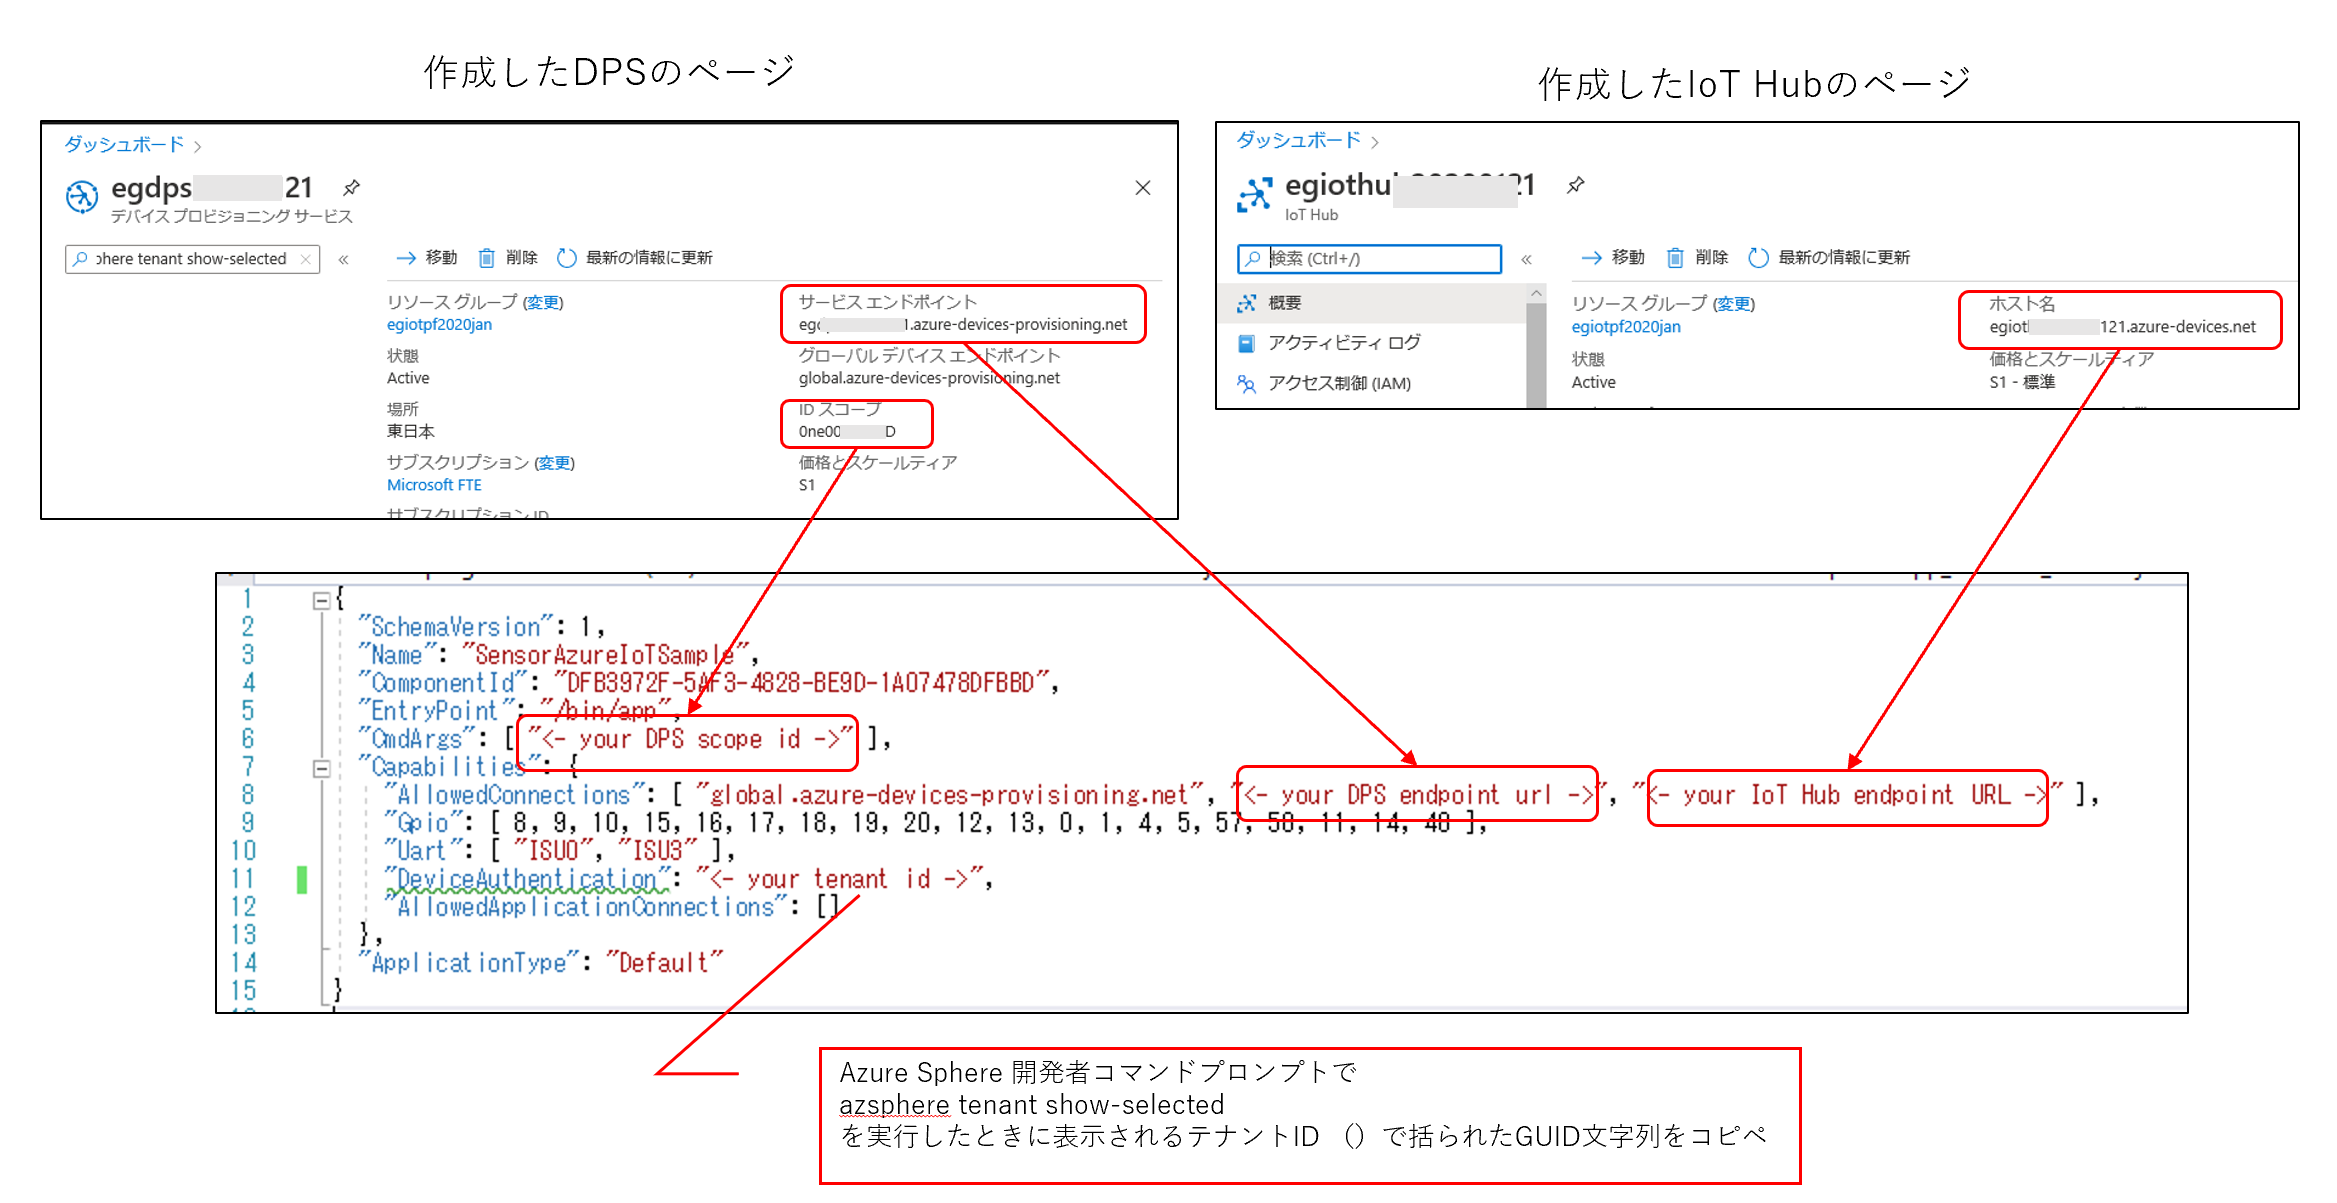 作成したDPSのページ
作成したIoT Hubのページ
ダッシュボード >
egdps 21
デバイス プロビジョニング サービス
here tenant show-selected
移動 削除 最新の情報に更新
リソース グループ (変更)
egiotpf2020jan
状態
Active
場所
東日本
サブスクリプション (変更)
Microsoft FTE
サブスクリプション ID
サービス エンドポイント
1.azure-devices-provisioning.net
グローバル デバイス エンドポイント
global.azure-devices-provisioning.net
ID スコープ
0ne00 D
価格とスケールティア
S1
ダッシュボード >
egiothu 21
IoT Hub
検索 (Ctrl+/)
概要
アクティビティ ログ
アクセス制御 (IAM)
移動 削除 最新の情報に更新
リソース グループ (変更)
egiotpf2020jan
状態
Active
ホスト名
egiot 121.azure-devices.net
価格とスケールティア
S1 - 標準
1 {
2 "SchemaVersion": 1,
3 "Name": "SensorAzureIoTSample",
4 "ComponentId": "DFB3972F-5AF3-4828-BE9D-1A07478DFBBD",
5 "EntryPoint": "/bin/app",
6 "CmdArgs": [ "<- your DPS scope id ->" ],
7 "Capabilities": {
8 "AllowedConnections": [ "global.azure-devices-provisioning.net", "<- your DPS endpoint url ->", "<- your IoT Hub endpoint URL ->" ],
9 "Gpio": [ 8, 9, 10, 15, 16, 17, 18, 19, 20, 12, 13, 0, 1, 4, 5, 57, 58, 11, 14, 48 ],
10 "Uart": [ "ISU0", "ISU3" ],
11 "DeviceAuthentication": "<- your tenant id ->",
12 "AllowedApplicationConnections": []
13 },
14 "ApplicationType": "Default"
15 }
Azure Sphere 開発者コマンドプロンプトで
azsphere tenant show-selected
を実行したときに表示されるテナントID （）で括られたGUID文字列をコピペ